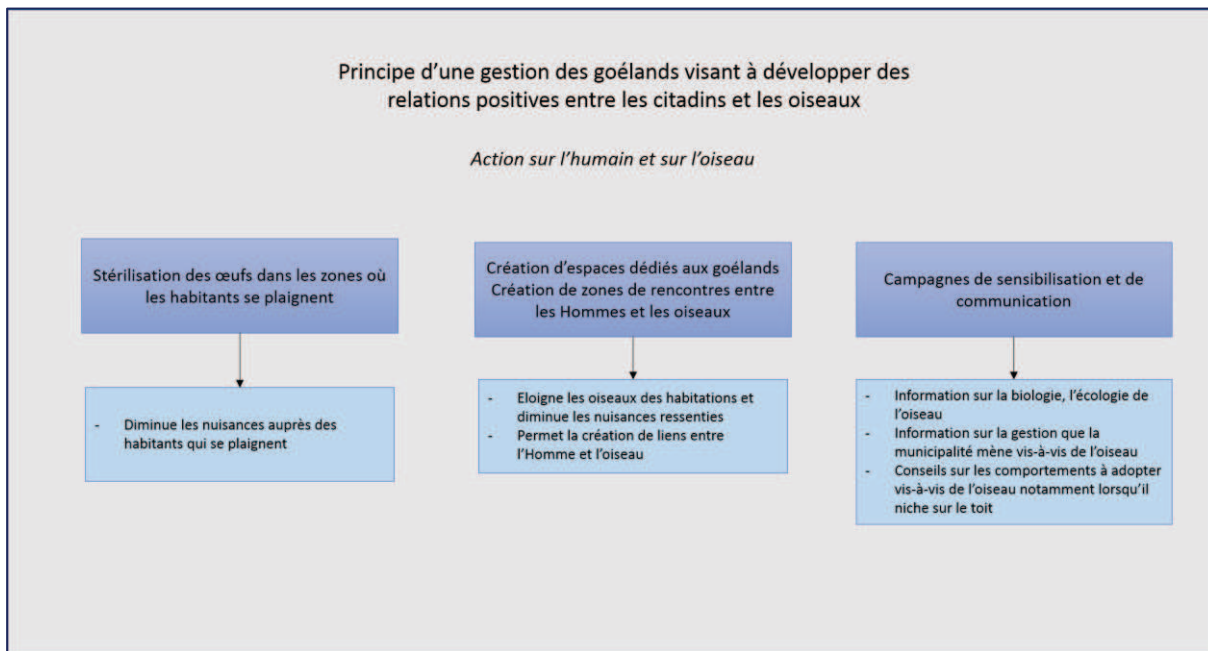 Principe d’une gestion des goélands visant à développer des
relations positives entre les citadins et les oiseaux
Action sur l’humain et sur l’oiseau
Stérilisation des œufs dans les zones où
les habitants se plaignent
- Diminue les nuisances auprès des
habitants qui se plaignent
Création d’espaces dédiés aux goélands
Création de zones de rencontres entre
les Hommes et les oiseaux
- Eloigne les oiseaux des habitations et
diminue les nuisances ressenties
- Permet la création de liens entre
l’Homme et l’oiseau
Campagnes de sensibilisation et de
communication
- Information sur la biologie, l’écologie de
l’oiseau
- Information sur la gestion que la
municipalité mène vis-à-vis de l’oiseau
- Conseils sur les comportements à adopter
vis-à-vis de l’oiseau notamment lorsqu’il
niche sur le toit